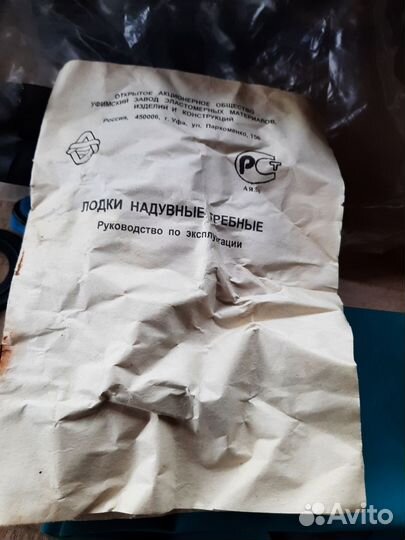 ОТКРЫТОЕ АКЦИОНЕРНОЕ ОБЩЕСТВО
УФИМСКИЙ ЗАВОД ЭЛАСТОМЕРНЫХ МАТЕРИАЛОВ,
ИЗДЕЛИЙ И КОНСТРУКЦИЙ
Россия, 450006, г. Уфа, ул. Пархоменко, 156
РСТ
ЛОДКИ НАДУВНЫЕ ГРЕБНЫЕ
Руководство по эксплуатации
Avito